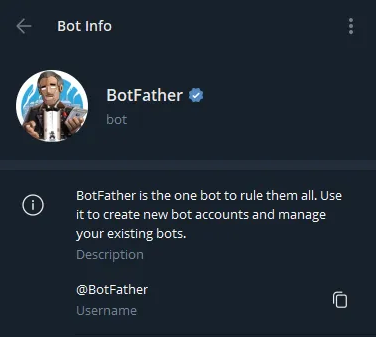 Bot Info
BotFather
bot
BotFather is the one bot to rule them all. Use
it to create new bot accounts and manage
your existing bots.
Description
@BotFather
Username